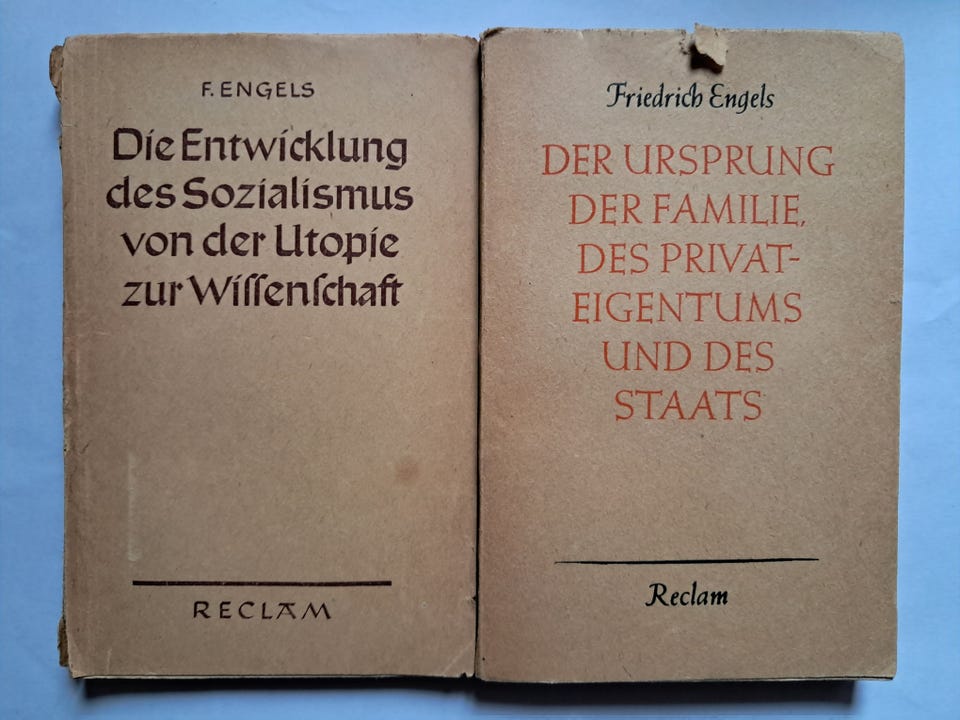 F. ENGELS
Die Entwicklung
des Sozialismus
von der Utopie
zur Wiſſenſchaft
RECLAM
Friedrich Engels
DER URSPRUNG
DER FAMILIE,
DES PRIVAT-
EIGENTUMS
UND DES
STAATS
Reclam